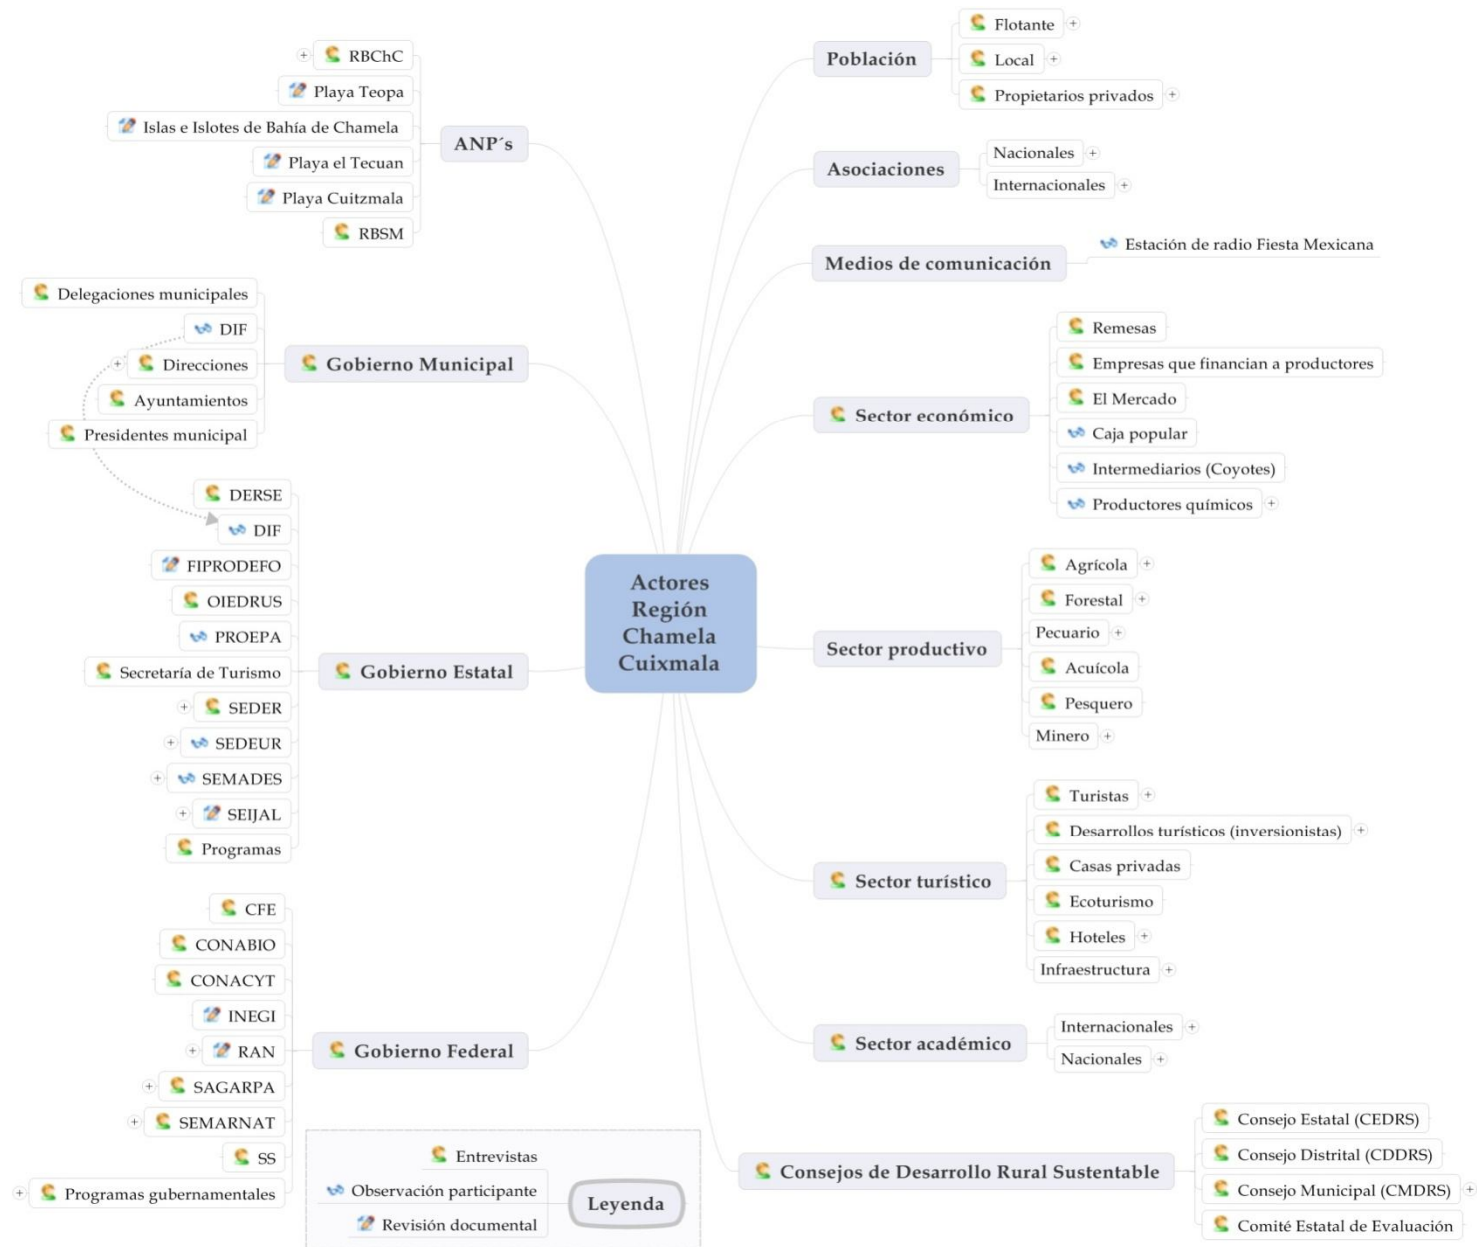 RBChC
Playa Teopa
Islas e Islotes de Bahía de Chamela
Playa el Tecuan
Playa Cuitzmala
RBSM
ANP´s
Delegaciones municipales
DIF
Direcciones
Ayuntamientos
Presidentes municipal
Gobierno Municipal
DERSE
DIF
FIPRODEFO
OIEDRUS
PROEPA
Secretaría de Turismo
SEDER
SEDEUR
SEMADES
SEIJAL
Programas
Gobierno Estatal
CFE
CONABIO
CONACYT
INEGI
RAN
SAGARPA
SEMARNAT
SS
Programas gubernamentales
Gobierno Federal
Entrevistas
Observación participante
Revisión documental
Leyenda
Actores
Región
Chamela
Cuixmala
Población
Flotante
Local
Propietarios privados
Asociaciones
Nacionales
Internacionales
Medios de comunicación
Estación de radio Fiesta Mexicana
Sector económico
Remesas
Empresas que financian a productores
El Mercado
Caja popular
Intermediarios (Coyotes)
Productores químicos
Sector productivo
Agrícola
Forestal
Pecuario
Acuícola
Pesquero
Minero
Sector turístico
Turistas
Desarrollos turísticos (inversionistas)
Casas privadas
Ecoturismo
Hoteles
Infraestructura
Sector académico
Internacionales
Nacionales
Consejos de Desarrollo Rural Sustentable
Consejo Estatal (CEDRS)
Consejo Distrital (CDDRS)
Consejo Municipal (CMDRS)
Comité Estatal de Evaluación